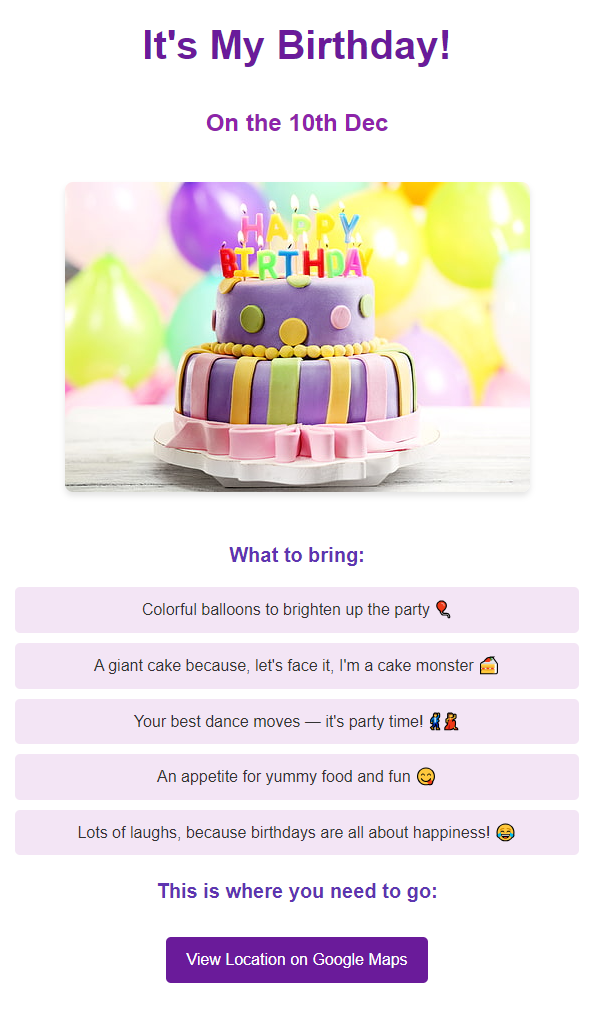 It's My Birthday!
On the 10th Dec
HAPPY
BIRTHDAY
What to bring:
Colorful balloons to brighten up the party 🎈
A giant cake because, let's face it, I'm a cake monster 🍰
Your best dance moves — it's party time! 🕺💃
An appetite for yummy food and fun 😋
Lots of laughs, because birthdays are all about happiness! 😂
This is where you need to go:
View Location on Google Maps